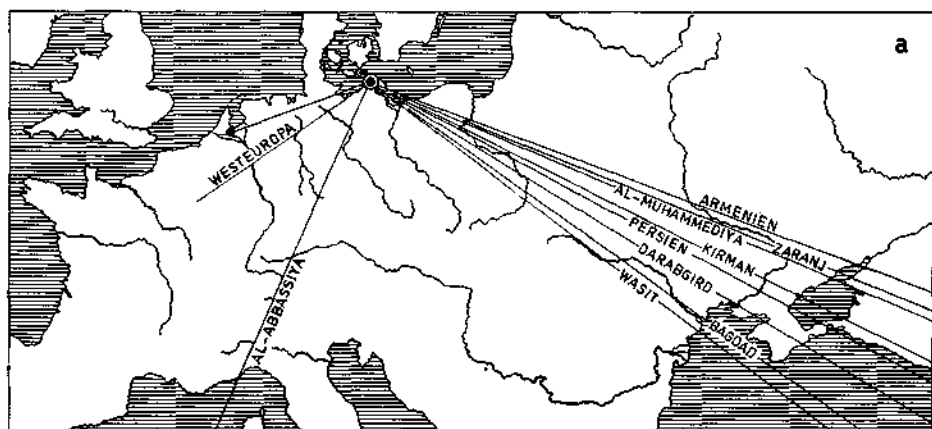 a
WESTEUROPA
AL-ABBASSIYA
ARMENIEN
AL-MUHAMMEDIYA
ZARANJ
PERSIEN
KIRMAN
DARABGIRD
WASIT
BAGDAD